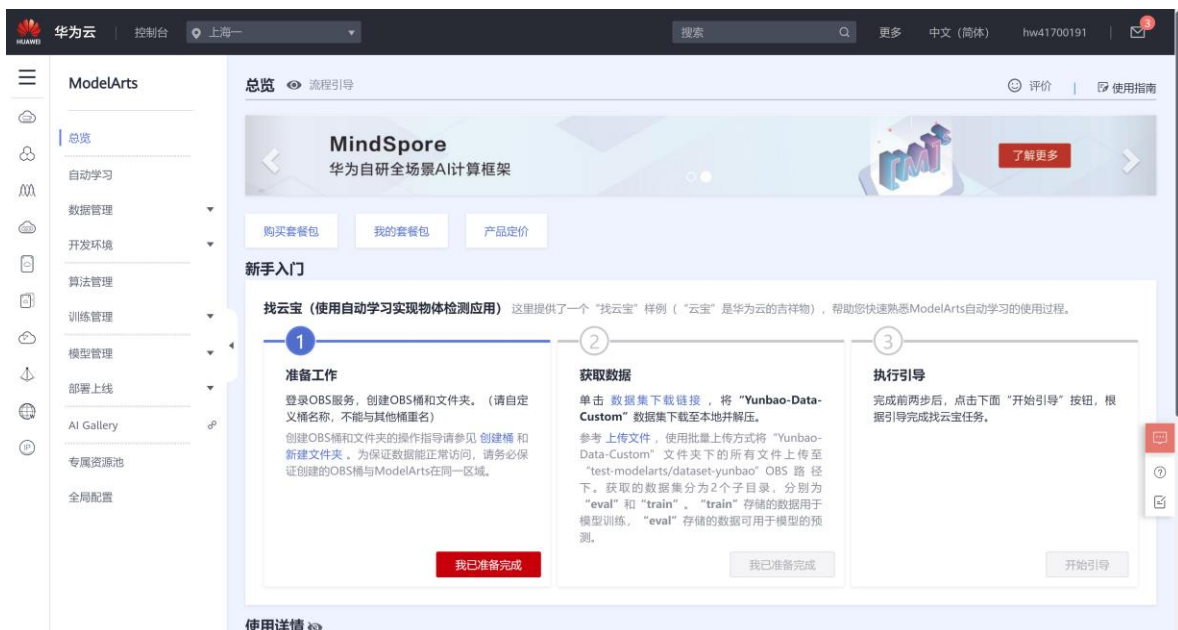 HUAWEI 华为云 控制台 上海一 搜索 更多 中文 (简体) hw41700191 3
ModelArts
总览
自动学习
数据管理
开发环境
算法管理
训练管理
模型管理
部署上线
AI Gallery
专属资源池
全局配置
总览 流程引导 评价 使用指南
MindSpore
华为自研全场景AI计算框架
了解更多
购买套餐包 我的套餐包 产品定价
新手入门
找云宝（使用自动学习实现物体检测应用） 这里提供了一个“找云宝”样例（ “云宝” 是华为云的吉祥物），帮助您快速熟悉ModelArts自动学习的使用过程。
1
准备工作
登录OBS服务，创建OBS桶和文件夹。（请自定
义桶名称，不能与其他桶重名）
创建OBS桶和文件夹的操作指导请参见 创建桶 和
新建文件夹 。为保证数据能正常访问，请务必保
证创建的OBS桶与ModelArts在同一区域。
我已准备完成
2
获取数据
单击 数据集下载链接 ，将 “Yunbao-Data-
Custom” 数据集下载至本地并解压。
参考 上传文件 ，使用批量上传方式将 “Yunbao-
Data-Custom” 文件夹下的所有文件上传至
“test-modelarts/dataset-yunbao” OBS 路 径
下。获取的数据集分为2个子目录，分别为
“eval” 和 “train” 。 “train” 存储的数据用于
模型训练， “eval” 存储的数据可用于模型的预
测。
我已准备完成
3
执行引导
完成前两步后，点击下面 “开始引导” 按钮，根
据引导完成找云宝任务。
开始引导
使用详情